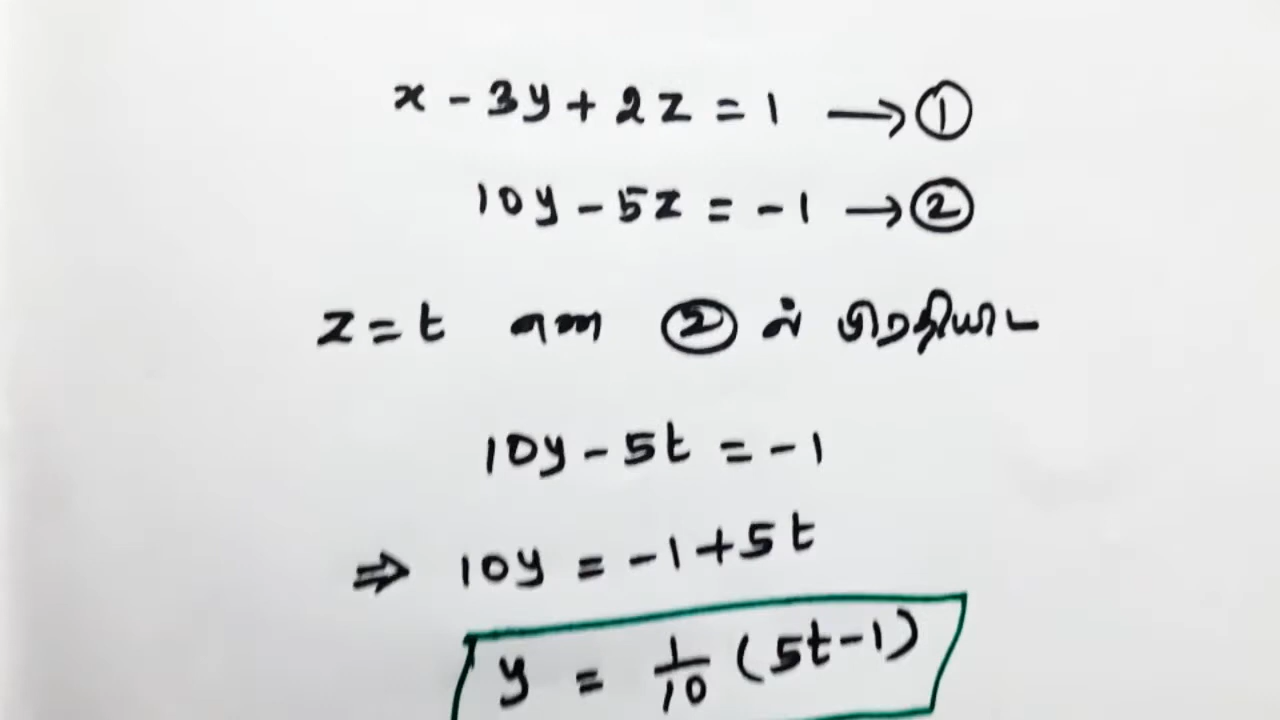 x - 3y + 2z = 1 → ①
10y - 5z = -1 → ②
z = t என ② ல் பிரதியிட
10y - 5t = -1
⇒ 10y = -1 + 5t
y = 1/10 (5t - 1)